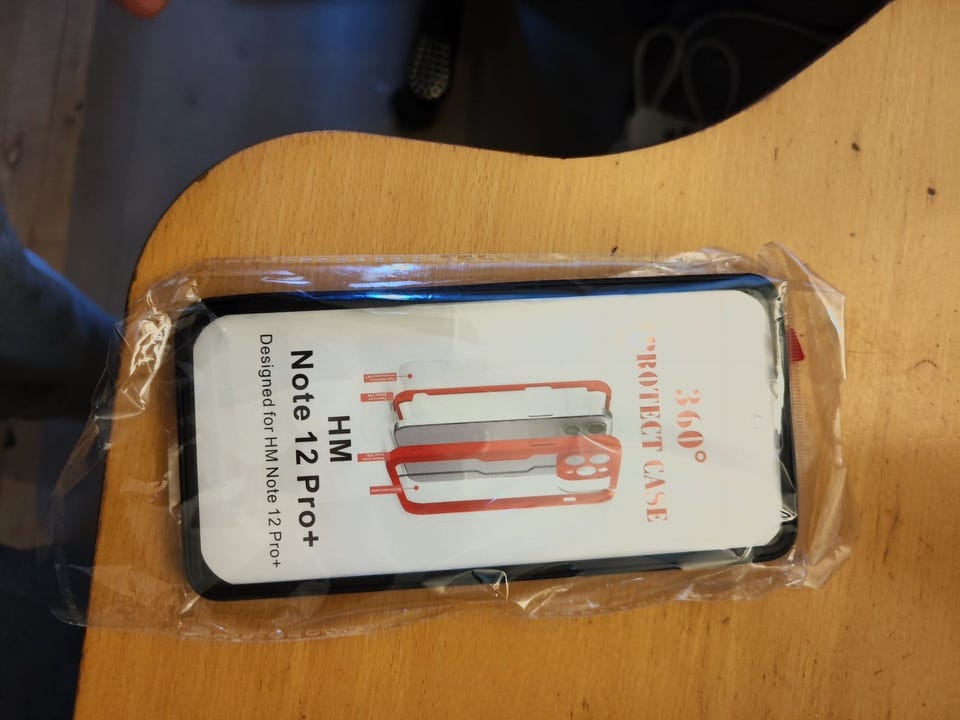 360°
PROTECT CASE
HM
Note 12 Pro+
Designed for HM Note 12 Pro+